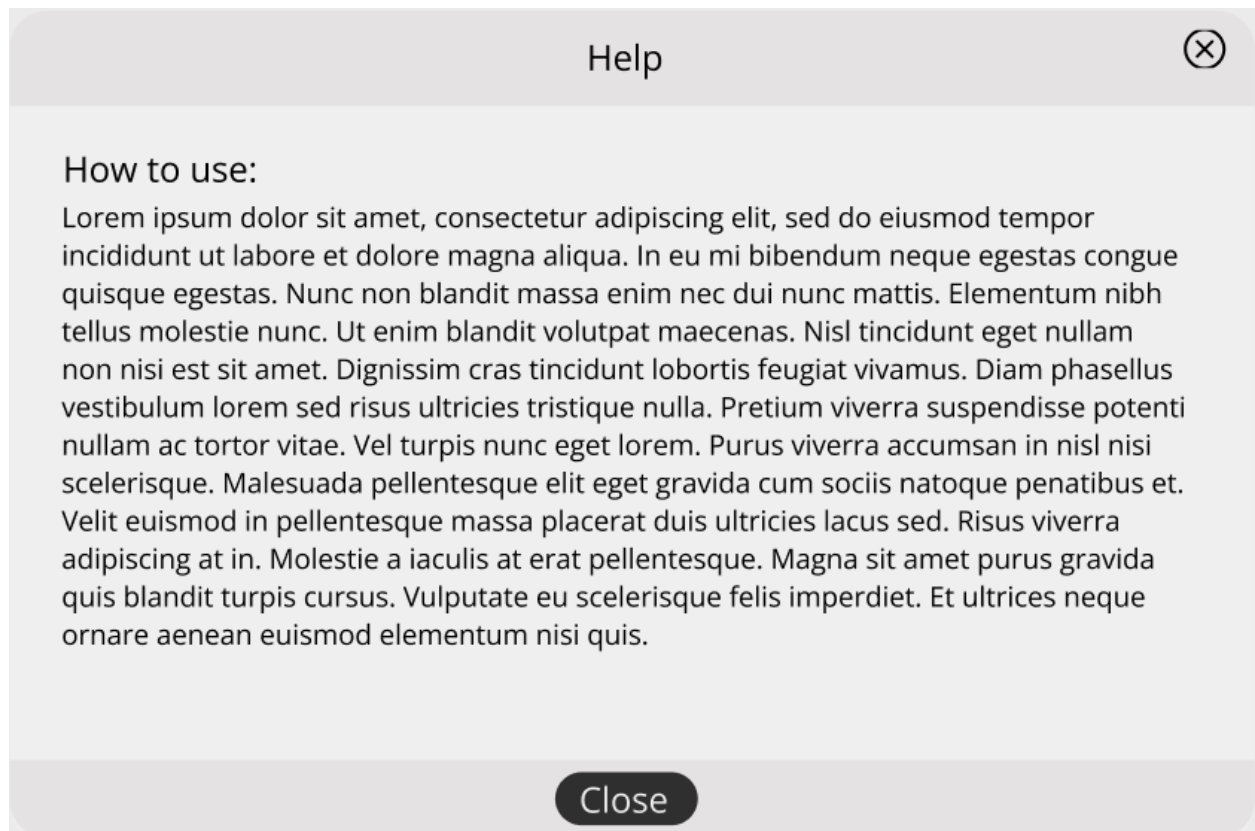 Help
How to use:
Lorem ipsum dolor sit amet, consectetur adipiscing elit, sed do eiusmod tempor
incididunt ut labore et dolore magna aliqua. In eu mi bibendum neque egestas congue
quisque egestas. Nunc non blandit massa enim nec dui nunc mattis. Elementum nibh
tellus molestie nunc. Ut enim blandit volutpat maecenas. Nisl tincidunt eget nullam
non nisi est sit amet. Dignissim cras tincidunt lobortis feugiat vivamus. Diam phasellus
vestibulum lorem sed risus ultricies tristique nulla. Pretium viverra suspendisse potenti
nullam ac tortor vitae. Vel turpis nunc eget lorem. Purus viverra accumsan in nisl nisi
scelerisque. Malesuada pellentesque elit eget gravida cum sociis natoque penatibus et.
Velit euismod in pellentesque massa placerat duis ultricies lacus sed. Risus viverra
adipiscing at in. Molestie a iaculis at erat pellentesque. Magna sit amet purus gravida
quis blandit turpis cursus. Vulputate eu scelerisque felis imperdiet. Et ultrices neque
ornare aenean euismod elementum nisi quis.
Close